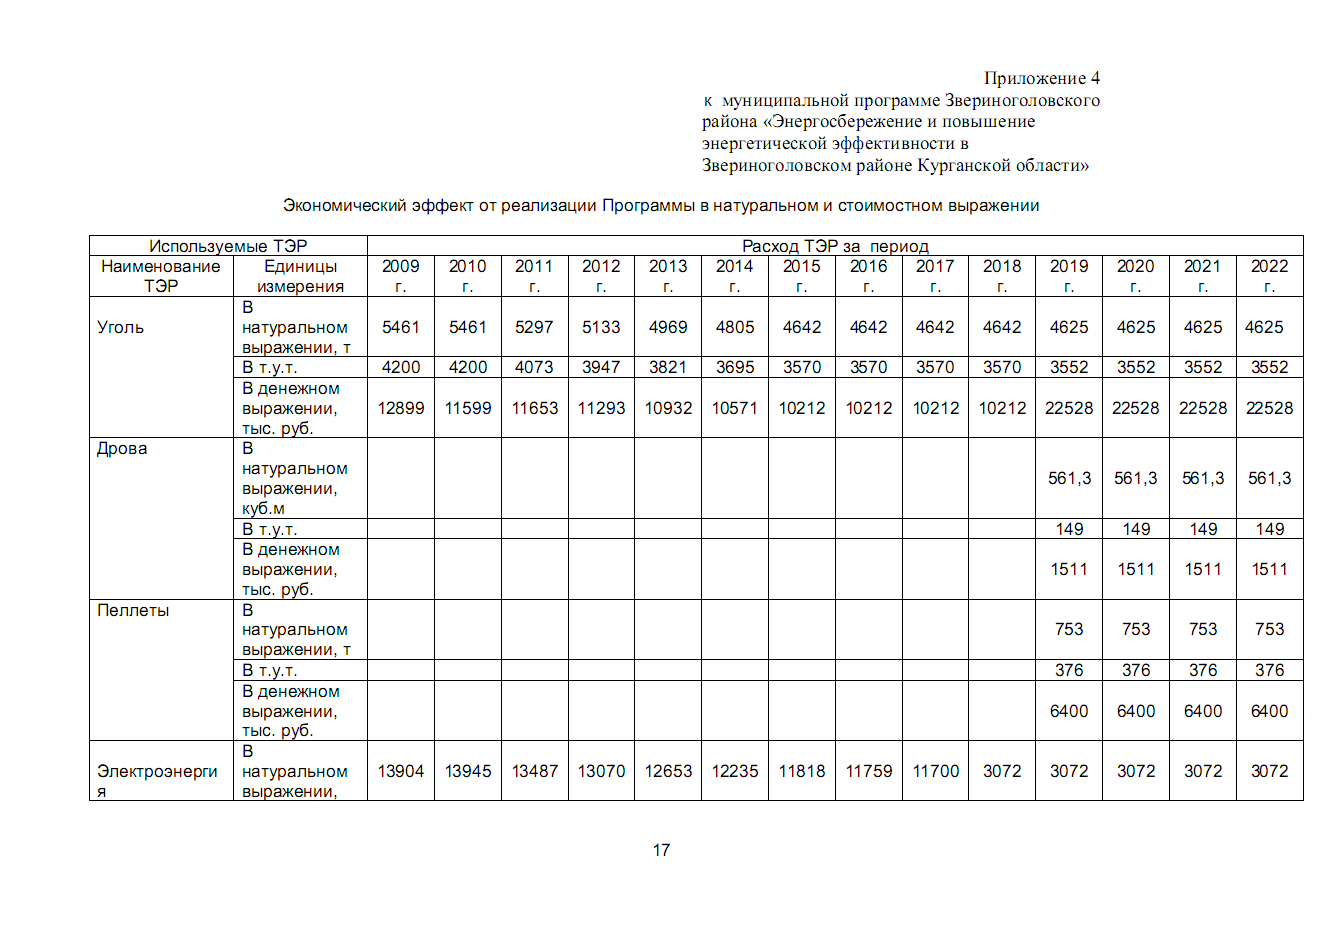 Приложение 4
к муниципальной программе Звериноголовского
района «Энергосбережение и повышение
энергетической эффективности в
Звериноголовском районе Курганской области»
Экономический эффект от реализации Программы в натуральном и стоимостном выражении
Используемые ТЭР Расход ТЭР за период
Наименование Единицы 2009 2010 2011 2012 2013 2014 2015 2016 2017 2018 2019 2020 2021 2022
ТЭР измерения г. г. г. г. г. г. г. г. г. г. г. г. г. г.
В
Уголь натуральном 5461 5461 5297 5133 4969 4805 4642 4642 4642 4642 4625 4625 4625 4625
выражении, т
В т.у.т. 4200 4200 4073 3947 3821 3695 3570 3570 3570 3570 3552 3552 3552 3552
В денежном
выражении, 12899 11599 11653 11293 10932 10571 10212 10212 10212 10212 22528 22528 22528 22528
тыс. руб.
Дрова В
натуральном
выражении, 561,3 561,3 561,3 561,3
куб.м
В т.у.т. 149 149 149 149
В денежном
выражении, 1511 1511 1511 1511
тыс. руб.
Пеллеты В
натуральном 753 753 753 753
выражении, т
В т.у.т. 376 376 376 376
В денежном
выражении, 6400 6400 6400 6400
тыс. руб.
В
Электроэнерги натуральном 13904 13945 13487 13070 12653 12235 11818 11759 11700 3072 3072 3072 3072 3072
я выражении,
17